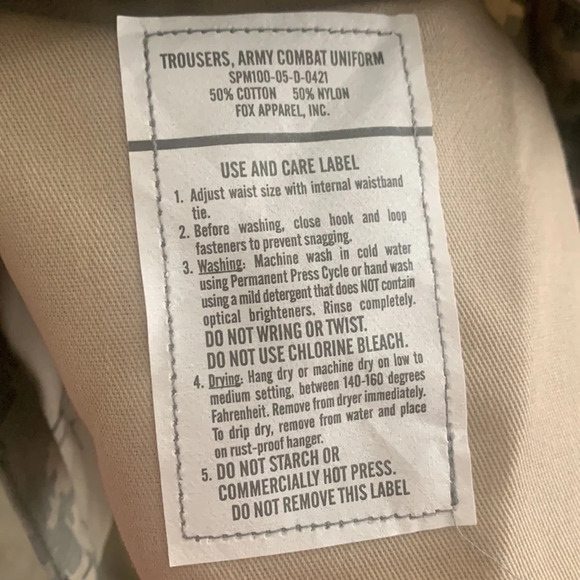 TROUSERS, ARMY COMBAT UNIFORM
SPM100-05-D-0421
50% COTTON 50% NYLON
FOX APPAREL, INC.
USE AND CARE LABEL
1. Adjust waist size with internal waistband
tie.
2. Before washing, close hook and loop
fasteners to prevent snagging.
3. Washing: Machine wash in cold water
using Permanent Press Cycle or hand wash
using a mild detergent that does NOT contain
optical brighteners. Rinse completely.
DO NOT WRING OR TWIST.
DO NOT USE CHLORINE BLEACH.
4. Drying: Hang dry or machine dry on low to
medium setting, between 140-160 degrees
Fahrenheit. Remove from dryer immediately.
To drip dry, remove from water and place
on rust-proof hanger.
5. DO NOT STARCH OR
COMMERCIALLY HOT PRESS.
DO NOT REMOVE THIS LABEL